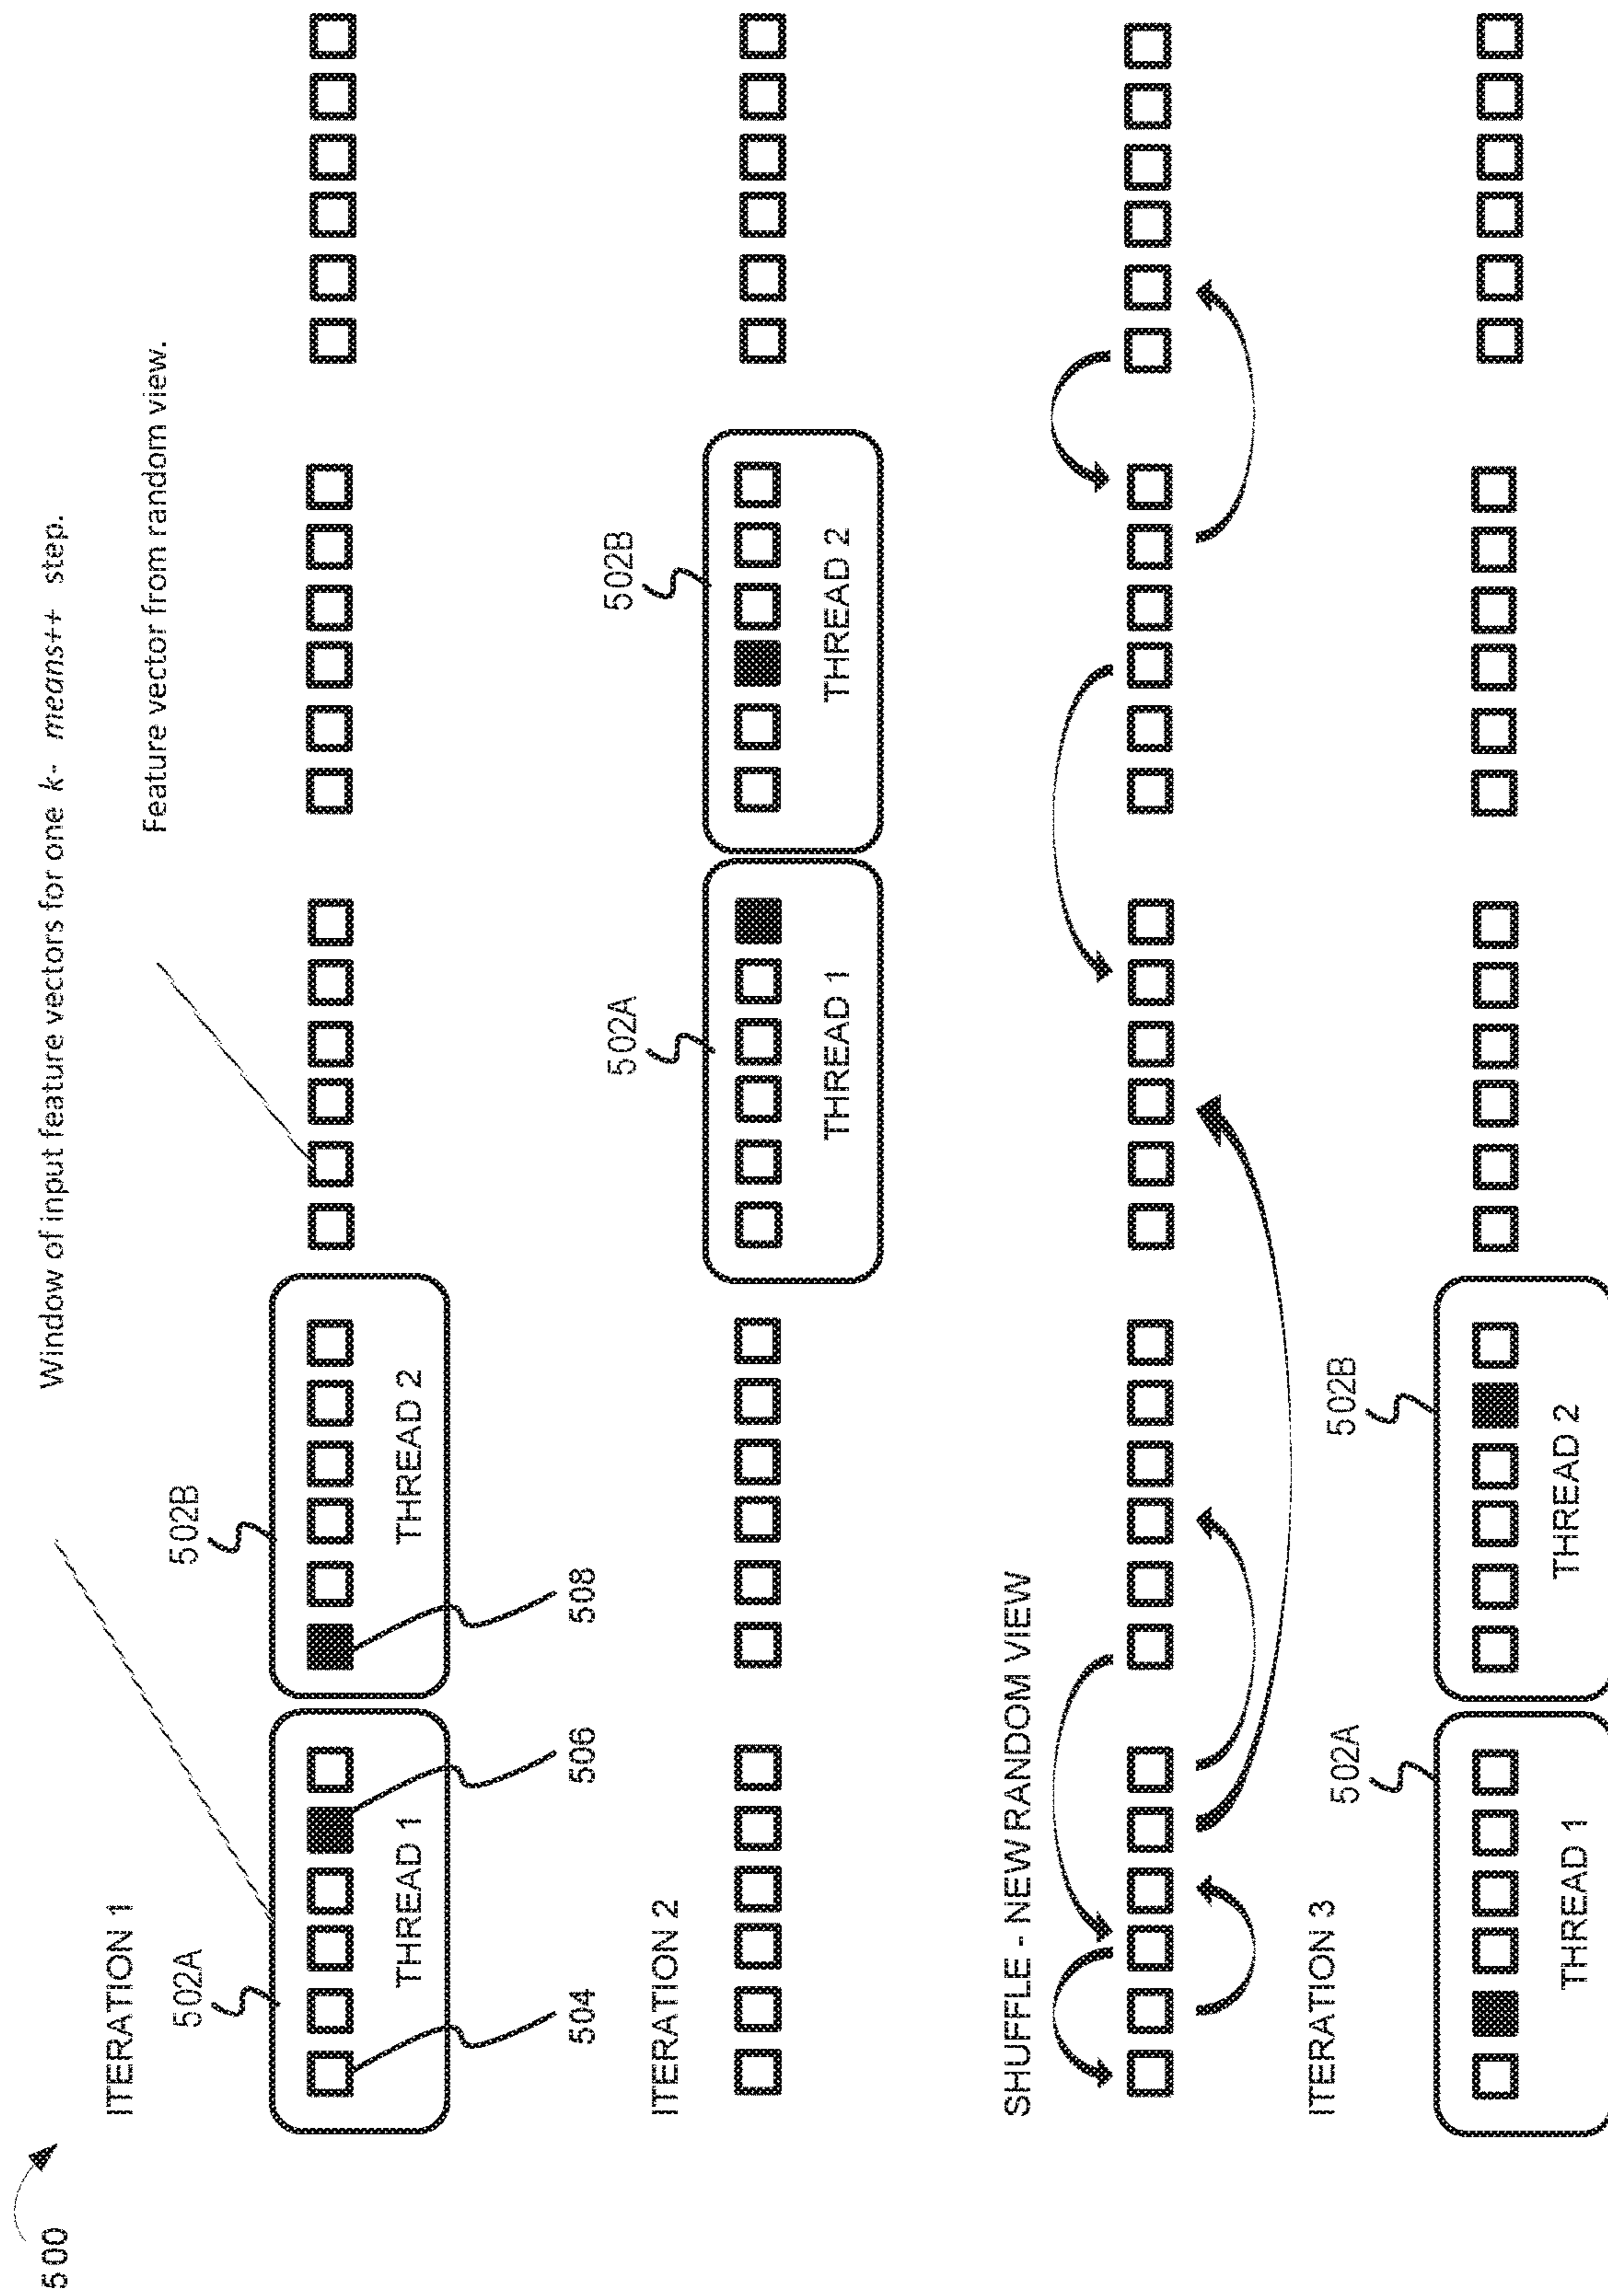 500
Window of input feature vectors for one k- means++ step.
Feature vector from random view.
ITERATION 1
502A
502B
THREAD 1
THREAD 2
504
506
508
ITERATION 2
502A
502B
THREAD 1
THREAD 2
SHUFFLE - NEW RANDOM VIEW
ITERATION 3
502A
502B
THREAD 1
THREAD 2